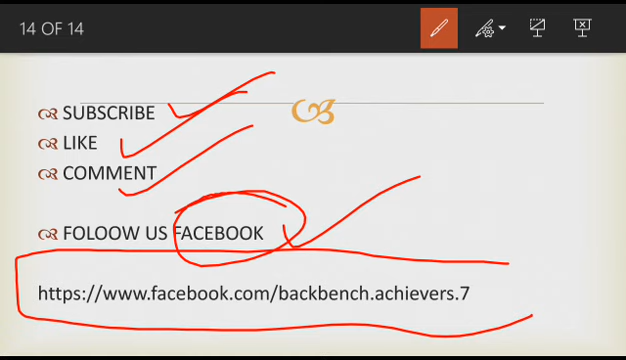 14 OF 14
SUBSCRIBE
LIKE
COMMENT
FOLOOW US FACEBOOK
https://www.facebook.com/backbench.achievers.7